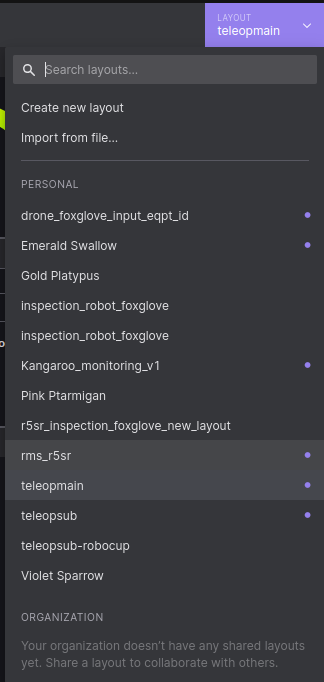 LAYOUT
teleopmain
Search layouts...
Create new layout
Import from file...
PERSONAL
drone_foxglove_input_eqpt_id
Emerald Swallow
Gold Platypus
inspection_robot_foxglove
inspection_robot_foxglove
Kangaroo_monitoring_v1
Pink Ptarmigan
r5sr_inspection_foxglove_new_layout
rms_r5sr
teleopmain
teleopsub
teleopsub-robocup
Violet Sparrow
ORGANIZATION
Your organization doesn't have any shared layouts
yet. Share a layout to collaborate with others.